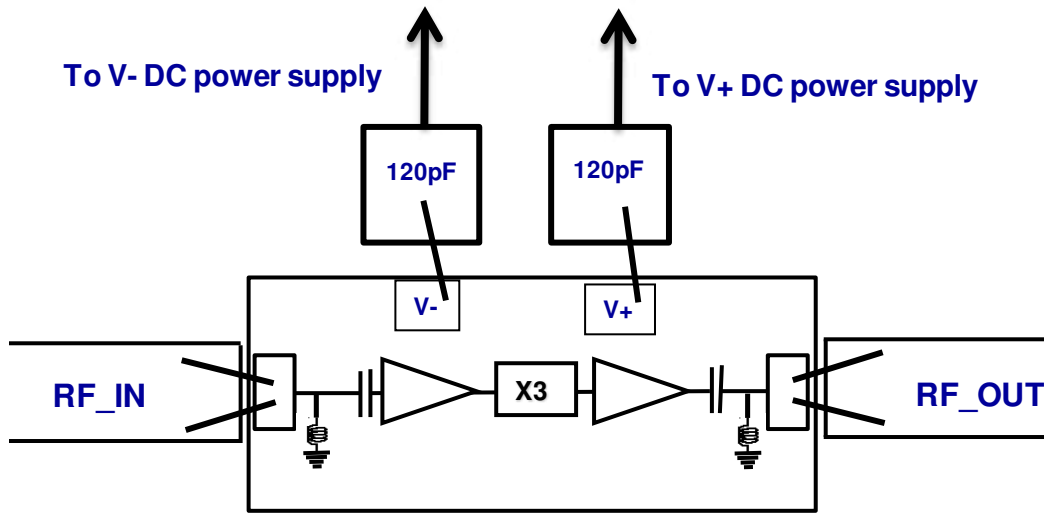 To V- DC power supply
To V+ DC power supply
120pF
120pF
V-
V+
RF_IN
X3
RF_OUT